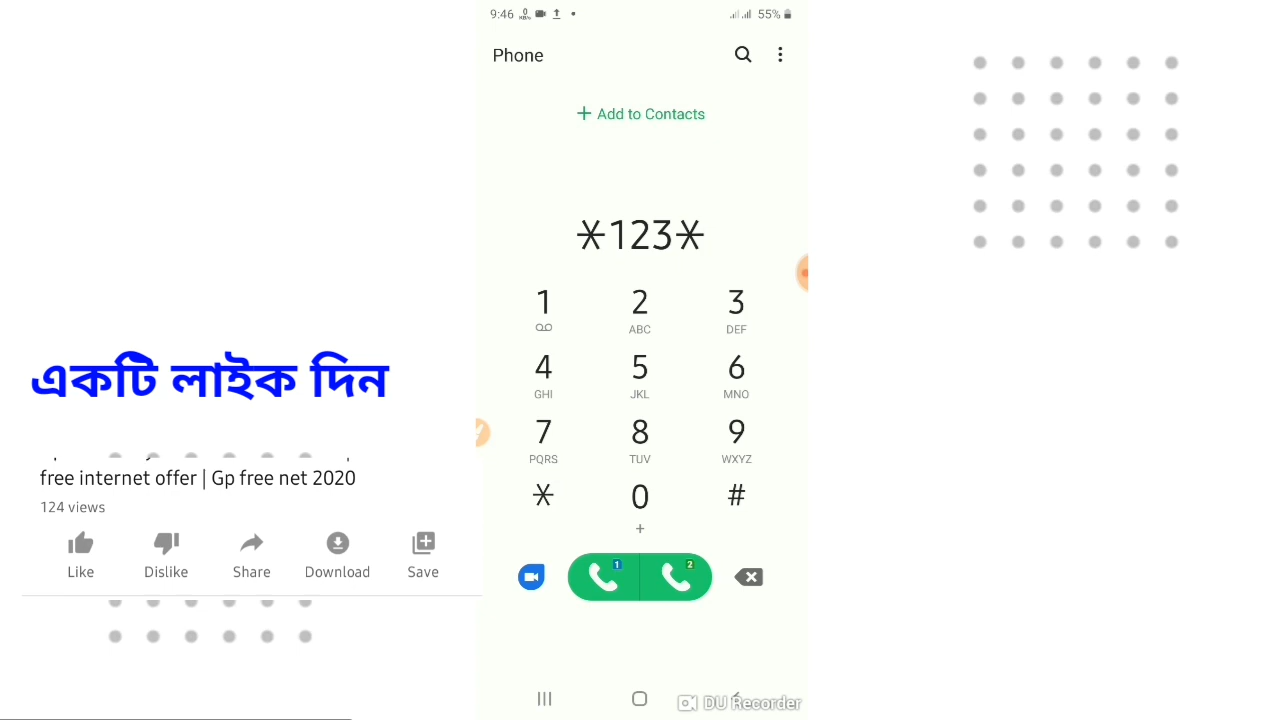 9:46 0 KB/s 55%
Phone
+ Add to Contacts
*123*
1 2 3
ABC DEF
4 5 6
GHI JKL MNO
7 8 9
PQRS TUV WXYZ
* 0 #
+
1 2
DU Recorder
একটি লাইক দিন
free internet offer | Gp free net 2020
124 views
Like Dislike Share Download Save